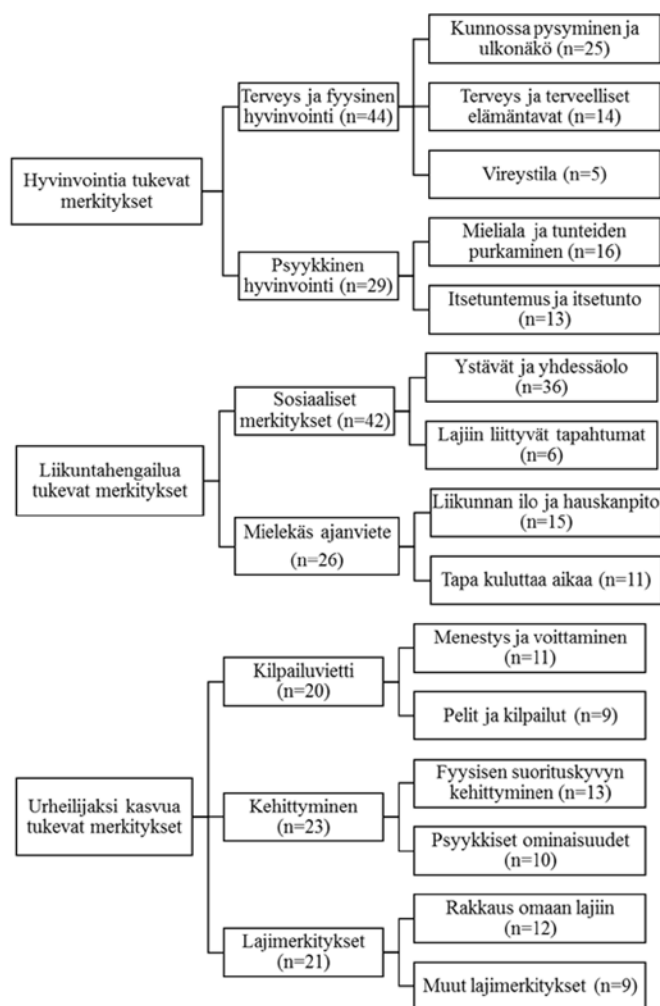 Hyvinvointia tukevat
merkitykset
Terveys ja fyysinen
hyvinvointi (n=44)
Kunnossa pysyminen ja
ulkonäkö (n=25)
Terveys ja terveelliset
elämäntavat (n=14)
Vireystila (n=5)
Psyykkinen
hyvinvointi (n=29)
Mieliala ja tunteiden
purkaminen (n=16)
Itsetuntemus ja itsetunto
(n=13)
Liikuntahengailua
tukevat merkitykset
Sosiaaliset
merkitykset (n=42)
Ystävät ja yhdessäolo
(n=36)
Lajiin liittyvät tapahtumat
(n=6)
Mielekäs ajanviete
(n=26)
Liikunnan ilo ja hauskanpito
(n=15)
Tapa kuluttaa aikaa (n=11)
Urheilijaksi kasvua
tukevat merkitykset
Kilpailuvietti
(n=20)
Menestys ja voittaminen
(n=11)
Pelit ja kilpailut (n=9)
Kehittyminen
(n=23)
Fyysisen suorituskyvyn
kehittyminen (n=13)
Psyykkiset ominaisuudet
(n=10)
Lajimerkitykset
(n=21)
Rakkaus omaan lajiin
(n=12)
Muut lajimerkitykset (n=9)